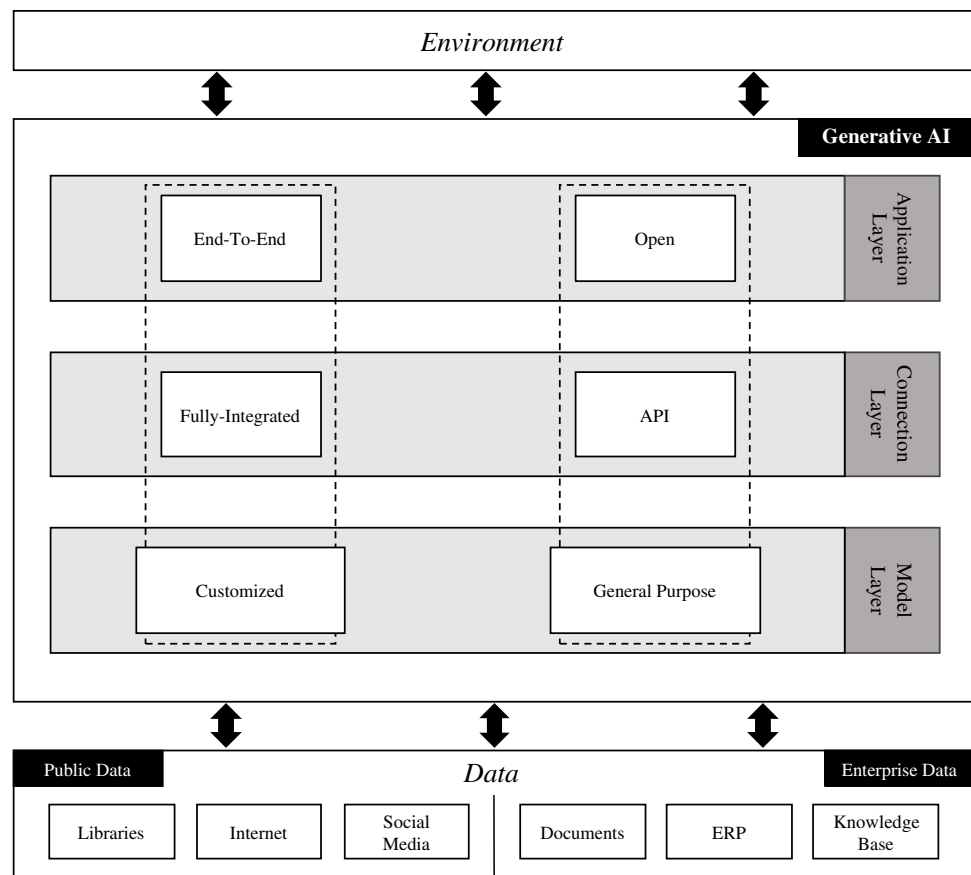 Environment
Generative AI
End-To-End
Open
Application
Layer
Fully-Integrated
API
Connection
Layer
Customized
General Purpose
Model
Layer
Public Data
Data
Enterprise Data
Libraries
Internet
Social
Media
Documents
ERP
Knowledge
Base